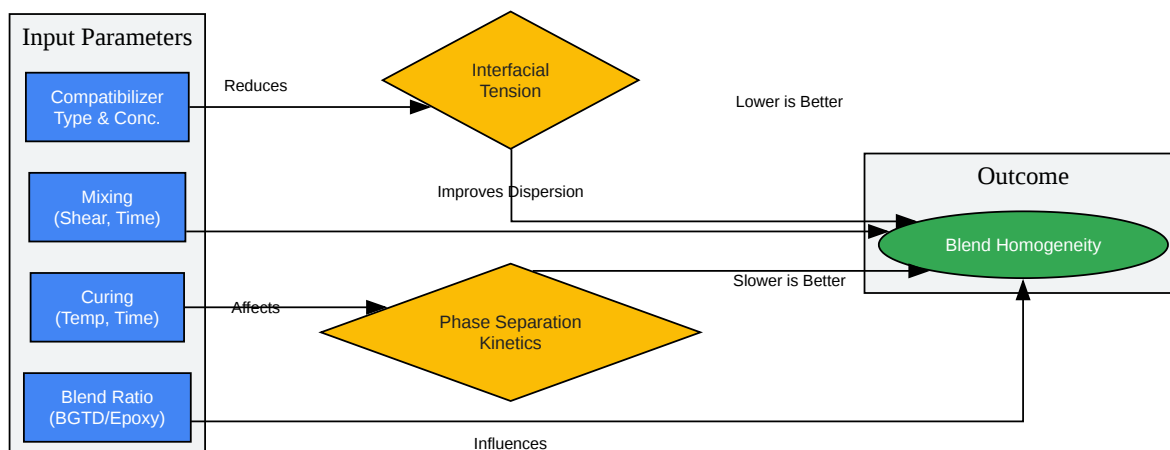 Input Parameters
Compatibilizer
Type & Conc.
Reduces
Interfacial
Tension
Lower is Better
Mixing
(Shear, Time)
Improves Dispersion
Outcome
Blend Homogeneity
Curing
(Temp, Time)
Affects
Phase Separation
Kinetics
Slower is Better
Blend Ratio
(BGTD/Epoxy)
Influences